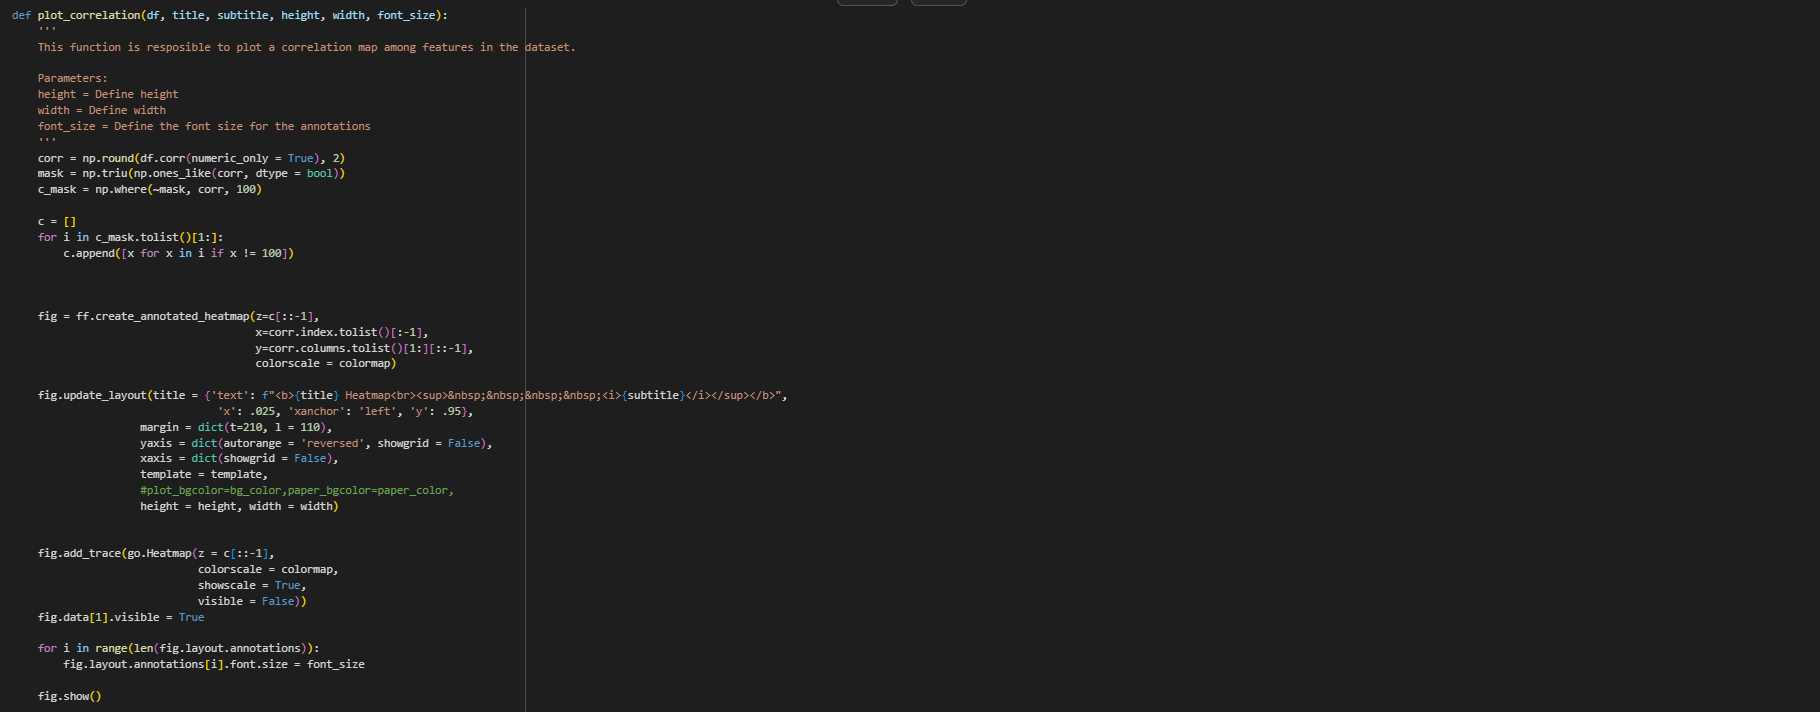 def plot_correlation(df, title, subtitle, height, width, font_size):
    '''
    This function is resposible to plot a correlation map among features in the dataset.

    Parameters:
    height = Define height
    width = Define width
    font_size = Define the font size for the annotations
    '''
    corr = np.round(df.corr(numeric_only = True), 2)
    mask = np.triu(np.ones_like(corr, dtype = bool))
    c_mask = np.where(~mask, corr, 100)

    c = []
    for i in c_mask.tolist()[1:]:
        c.append([x for x in i if x != 100])

    fig = ff.create_annotated_heatmap(z=c[::-1],
                                      x=corr.index.tolist()[:-1],
                                      y=corr.columns.tolist()[1:][::-1],
                                      colorscale = colormap)

    fig.update_layout(title = {'text': f"<b>{title} Heatmap<br><sup>&nbsp;&nbsp;&nbsp;&nbsp;<i>{subtitle}</i></sup></b>",
                                'x': .025, 'xanchor': 'left', 'y': .95},
                    margin = dict(t=210, l = 110),
                    yaxis = dict(autorange = 'reversed', showgrid = False),
                    xaxis = dict(showgrid = False),
                    template = template,
                    #plot_bgcolor=bg_color,paper_bgcolor=paper_color,
                    height = height, width = width)

    fig.add_trace(go.Heatmap(z = c[::-1],
                             colorscale = colormap,
                             showscale = True,
                             visible = False))
    fig.data[1].visible = True

    for i in range(len(fig.layout.annotations)):
        fig.layout.annotations[i].font.size = font_size

    fig.show()